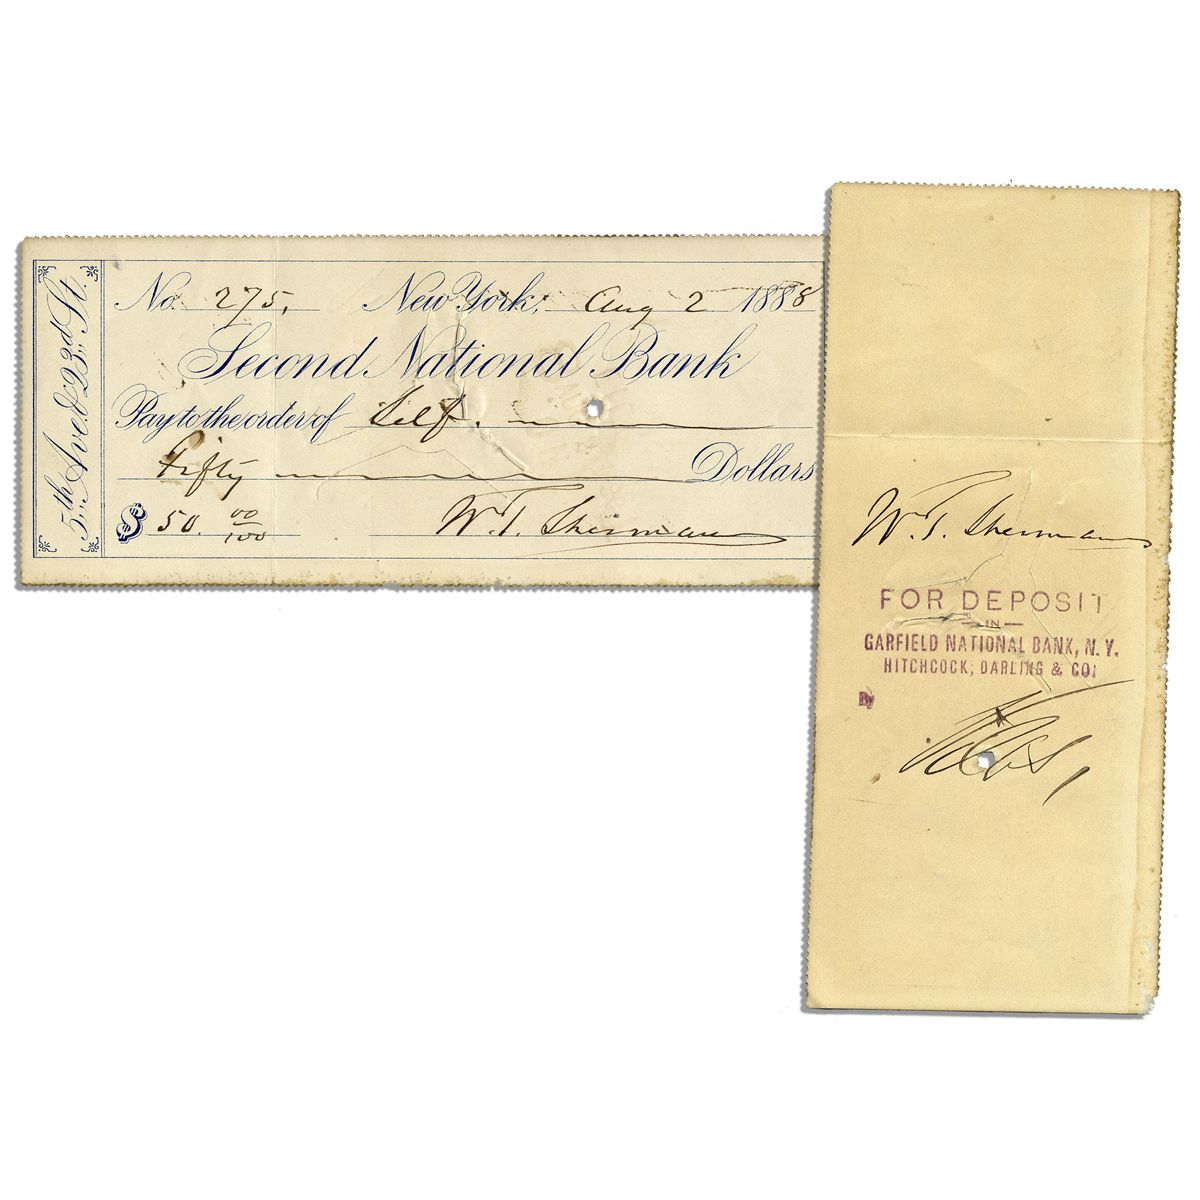 5th Ave. & 23rd St.
No. 275. New York, Aug 2 1888
Second National Bank
Pay to the order of Self.
Fifty Dollars
$ 50. 00/100 W. T. Sherman
W. T. Sherman
FOR DEPOSIT
— IN —
GARFIELD NATIONAL BANK, N. Y.
HITCHCOCK, DARLING & CO.
By